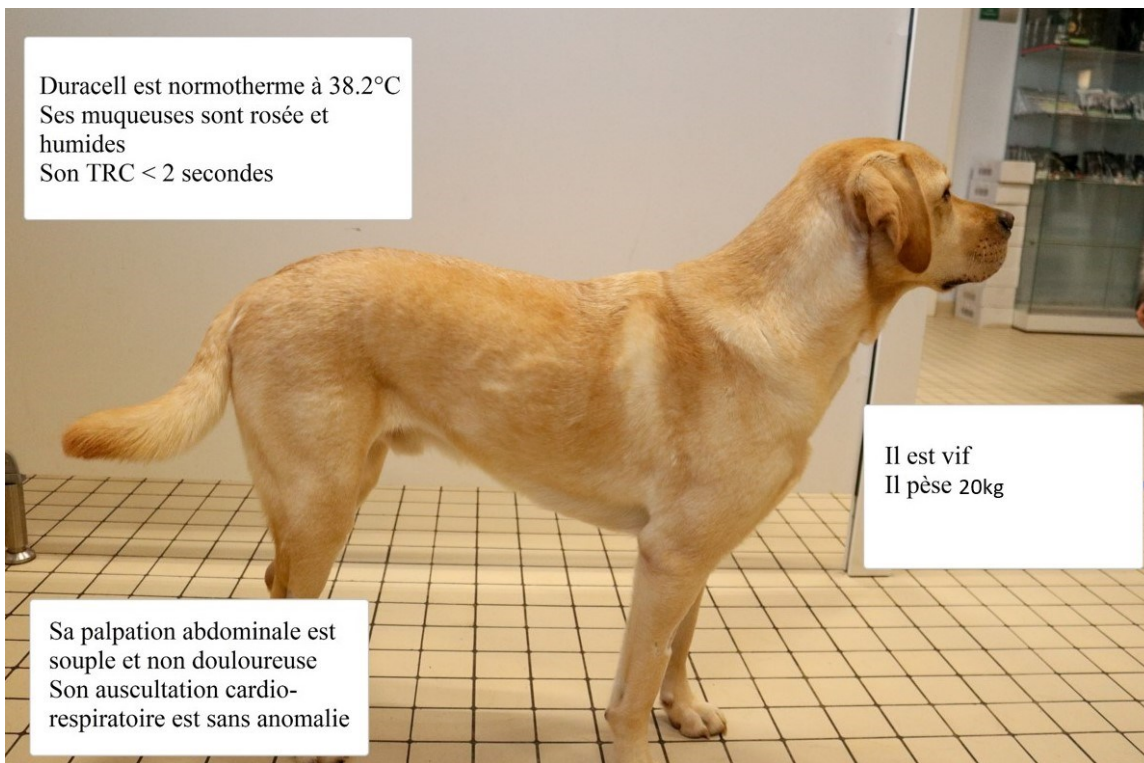 Duracell est normotherme à 38.2°C
Ses muqueuses sont rosée et
humides
Son TRC < 2 secondes
Il est vif
Il pèse 20kg
Sa palpation abdominale est
souple et non douloureuse
Son auscultation cardio-
respiratoire est sans anomalie